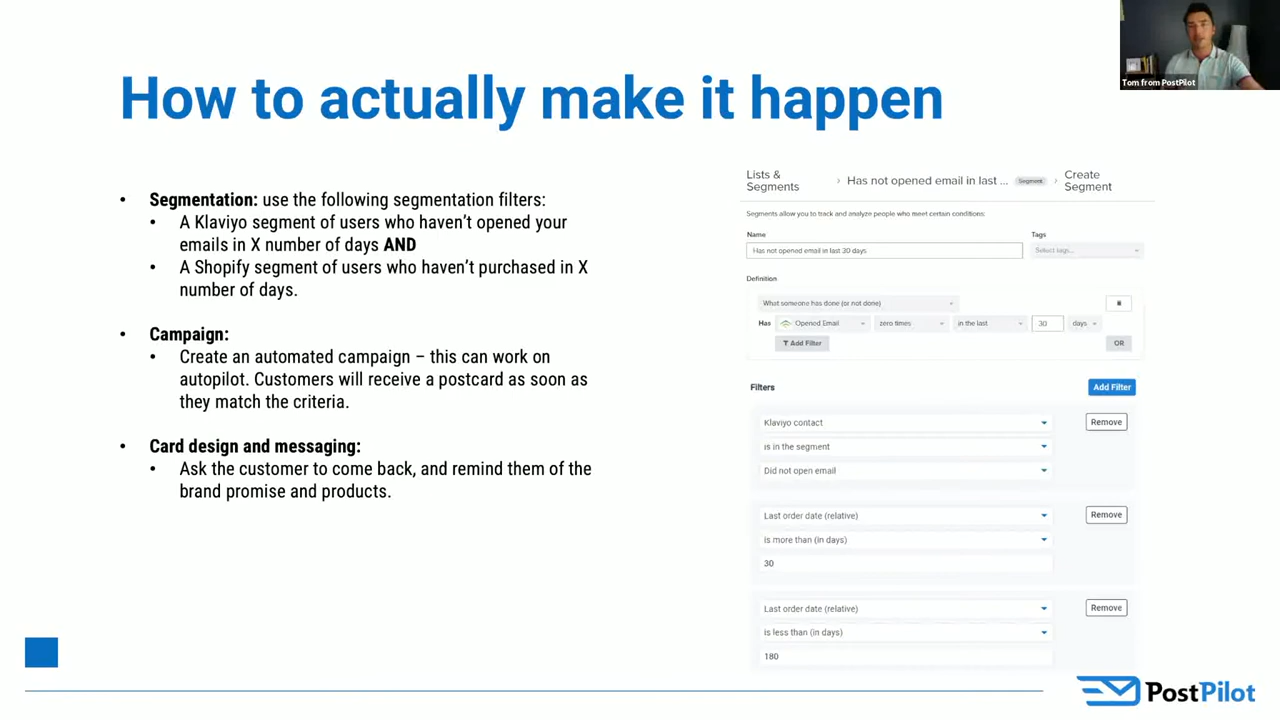 Tom from PostPilot
How to actually make it happen
• Segmentation: use the following segmentation filters:
• A Klaviyo segment of users who haven't opened your
emails in X number of days AND
• A Shopify segment of users who haven't purchased in X
number of days.
• Campaign:
• Create an automated campaign – this can work on
autopilot. Customers will receive a postcard as soon as
they match the criteria.
• Card design and messaging:
• Ask the customer to come back, and remind them of the
brand promise and products.
Lists &
Segments
› Has not opened email in last ... Segment ›
Create
Segment
Segments allow you to track and analyze people who meet certain conditions:
Name
Tags
Has not opened email in last 30 days
Select tags...
Definition
What someone has done (or not done)
Has Opened Email zero times in the last 30 days
Add Filter
OR
Filters
Add Filter
Klaviyo contact
Remove
is in the segment
Did not open email
Last order date (relative)
Remove
is more than (in days)
30
Last order date (relative)
Remove
is less than (in days)
180
PostPilot